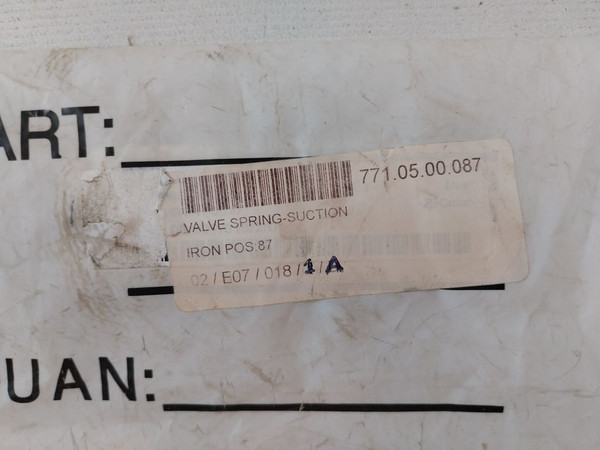 ART:
771.05.00.087
VALVE SPRING-SUCTION
IRON POS:87
02 / E07 / 018 / 1 / A
UAN: